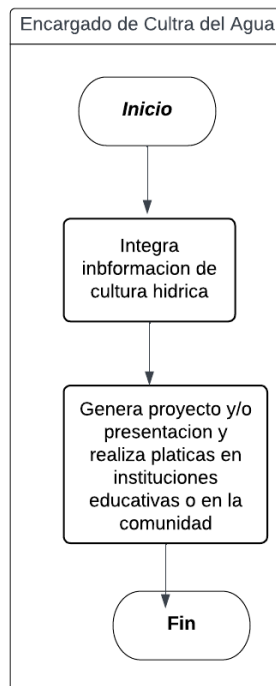 Encargado de Cultra del Agua
Inicio
Integra
inbformacion de
cultura hidrica
Genera proyecto y/o
presentacion y
realiza platicas en
instituciones
educativas o en la
comunidad
Fin